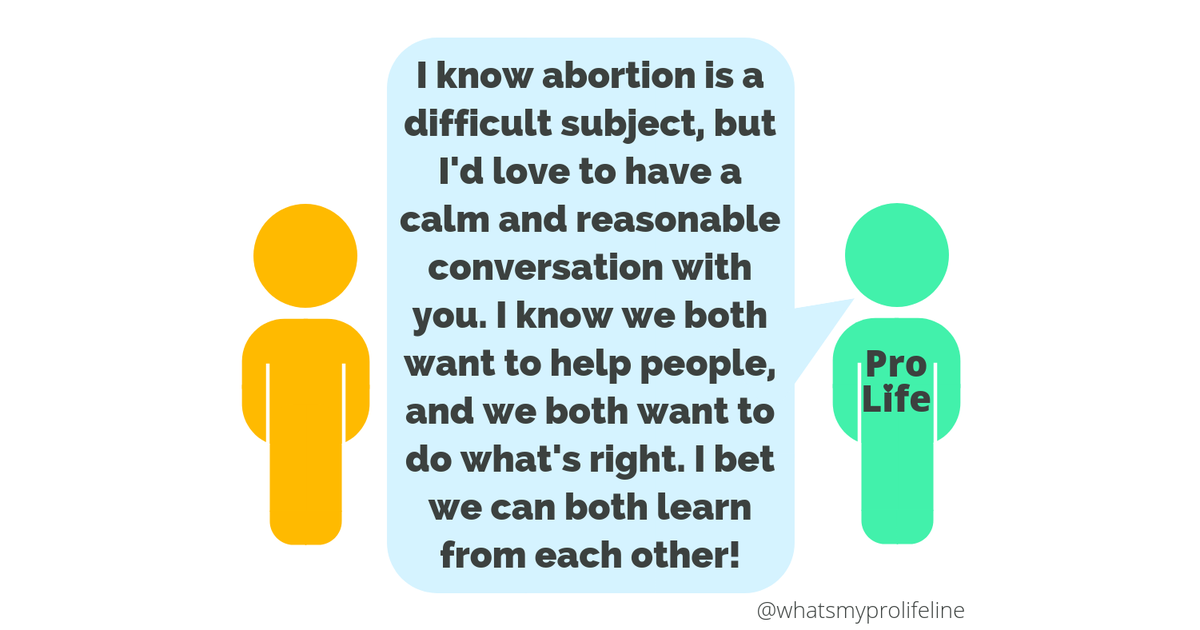 I know abortion is a
difficult subject, but
I'd love to have a
calm and reasonable
conversation with
you. I know we both
want to help people,
and we both want to
do what's right. I bet
we can both learn
from each other!
Pro
Life
@whatsmyprolifeline